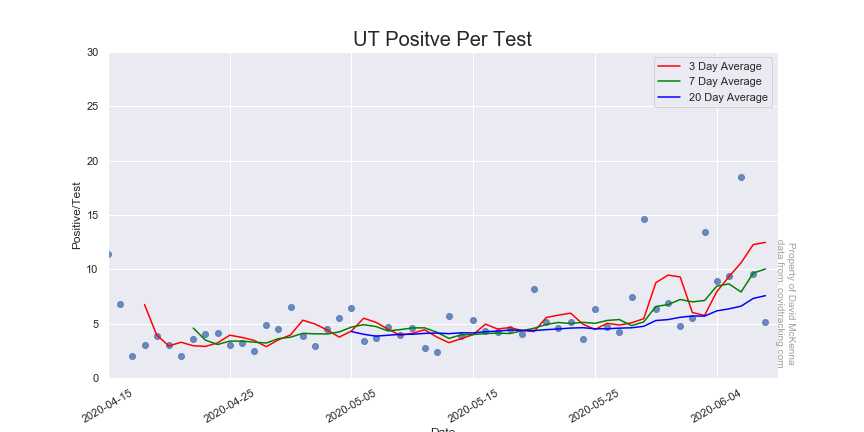 UT Positve Per Test
3 Day Average
7 Day Average
20 Day Average
Positive/Test
30
25
20
15
10
5
0
2020-04-15
2020-04-25
2020-05-05
2020-05-15
2020-05-25
2020-06-04
Date
Property of David McKenna
data from: covidtracking.com